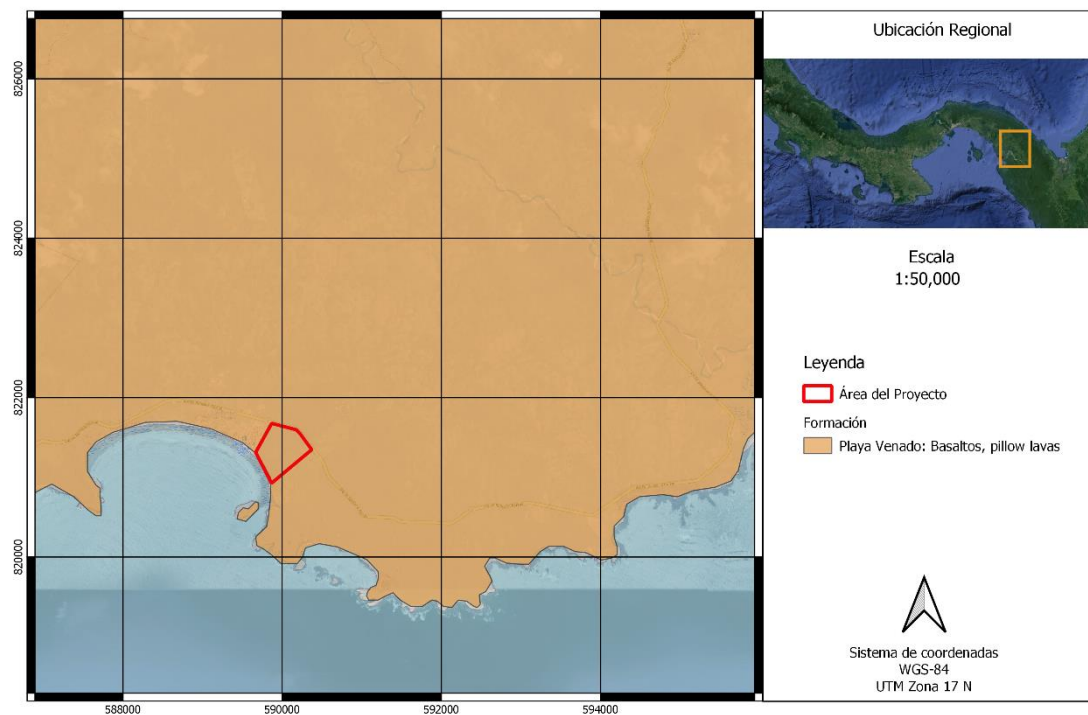 826000
824000
822000
820000
588000
590000
592000
594000
Ubicación Regional
Escala
1:50,000
Leyenda
Área del Proyecto
Formación
Playa Venado: Basaltos, pillow lavas
Sistema de coordenadas
WGS-84
UTM Zona 17 N